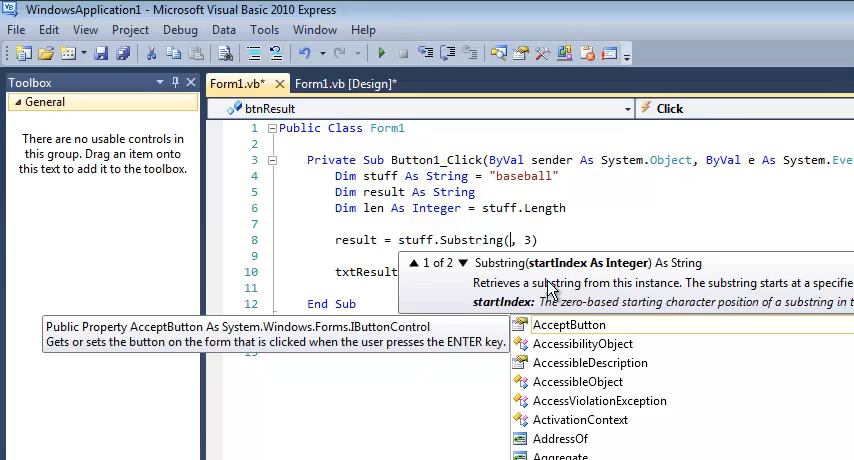 WindowsApplication1 - Microsoft Visual Basic 2010 Express
File Edit View Project Debug Data Tools Window Help
Toolbox
General
There are no usable controls in
this group. Drag an item onto
this text to add it to the toolbox.
Form1.vb* Form1.vb [Design]*
btnResult Click
1 Public Class Form1
2
3 Private Sub Button1_Click(ByVal sender As System.Object, ByVal e As System.Eve
4 Dim stuff As String = "baseball"
5 Dim result As String
6 Dim len As Integer = stuff.Length
7
8 result = stuff.Substring(, 3)
9
10 txtResult
11
12 End Sub
1 of 2 Substring(startIndex As Integer) As String
Retrieves a substring from this instance. The substring starts at a specifie
startIndex: The zero-based starting character position of a substring in t
Public Property AcceptButton As System.Windows.Forms.IButtonControl
Gets or sets the button on the form that is clicked when the user presses the ENTER key.
AcceptButton
AccessibilityObject
AccessibleDescription
AccessibleObject
AccessViolationException
ActivationContext
AddressOf
Aggregate